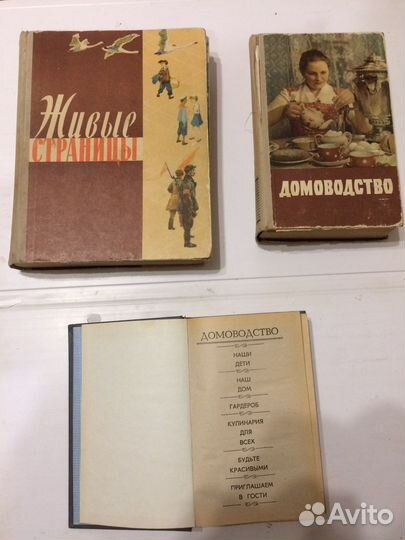 Живые
СТРАНИЦЫ
ДОМОВОДСТВО
ДОМОВОДСТВО
НАШИ
ДЕТИ
НАШ
ДОМ
ГАРДЕРОБ
КУЛИНАРИЯ
ДЛЯ
ВСЕХ
БУДЬТЕ
КРАСИВЫМИ
ПРИГЛАШАЕМ
В ГОСТИ
Avito